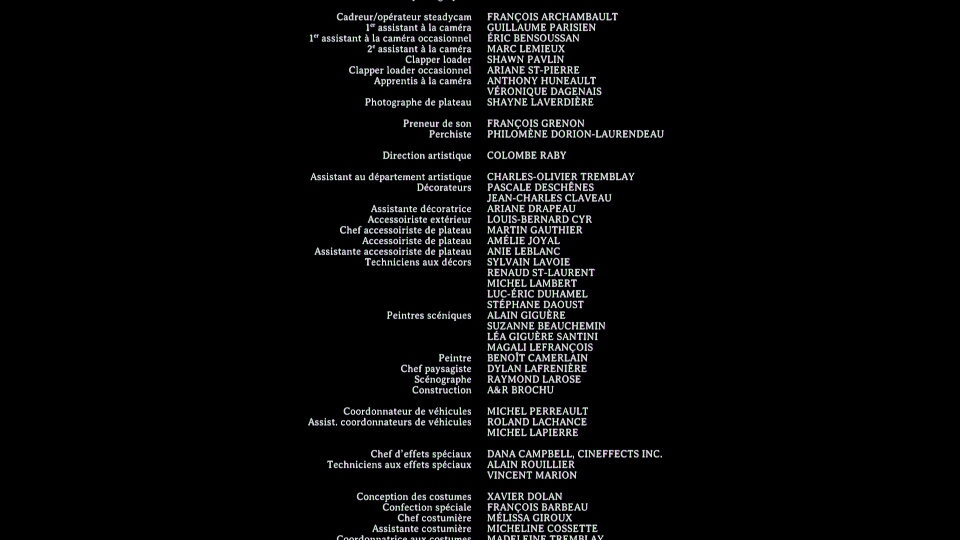 Cadreur/opérateur steadycam FRANÇOIS ARCHAMBAULT
1er assistant à la caméra GUILLAUME PARISIEN
1er assistant à la caméra occasionnel ÉRIC BENSOUSSAN
2e assistant à la caméra MARC LEMIEUX
Clapper loader SHAWN PAVLIN
Clapper loader occasionnel ARIANE ST-PIERRE
Apprentis à la caméra ANTHONY HUNEAULT
VÉRONIQUE DAGENAIS
Photographe de plateau SHAYNE LAVERDIÈRE
Preneur de son FRANÇOIS GRENON
Perchiste PHILOMÈNE DORION-LAURENDEAU
Direction artistique COLOMBE RABY
Assistant au département artistique CHARLES-OLIVIER TREMBLAY
Décorateurs PASCALE DESCHÊNES
JEAN-CHARLES CLAVEAU
Assistante décoratrice ARIANE DRAPEAU
Accessoiriste extérieur LOUIS-BERNARD CYR
Chef accessoiriste de plateau MARTIN GAUTHIER
Accessoiriste de plateau AMÉLIE JOYAL
Assistante accessoiriste de plateau ANIE LEBLANC
Techniciens aux décors SYLVAIN LAVOIE
RENAUD ST-LAURENT
MICHEL LAMBERT
LUC-ÉRIC DUHAMEL
STÉPHANE DAOUST
Peintres scéniques ALAIN GIGUÈRE
SUZANNE BEAUCHEMIN
LÉA GIGUÈRE SANTINI
MAGALI LEFRANÇOIS
Peintre BENOÎT CAMERLAIN
Chef paysagiste DYLAN LAFRENIÈRE
Scénographe RAYMOND LAROSE
Construction A&R BROCHU
Coordonnateur de véhicules MICHEL PERREAULT
Assist. coordonnateurs de véhicules ROLAND LACHANCE
MICHEL LAPIERRE
Chef d'effets spéciaux DANA CAMPBELL, CINEFFECTS INC.
Techniciens aux effets spéciaux ALAIN ROUILLIER
VINCENT MARION
Conception des costumes XAVIER DOLAN
Confection spéciale FRANÇOIS BARBEAU
Chef costumière MÉLISSA GIROUX
Assistante costumière MICHELINE COSSETTE
Coordonnatrice aux costumes MADELEINE TREMBLAY